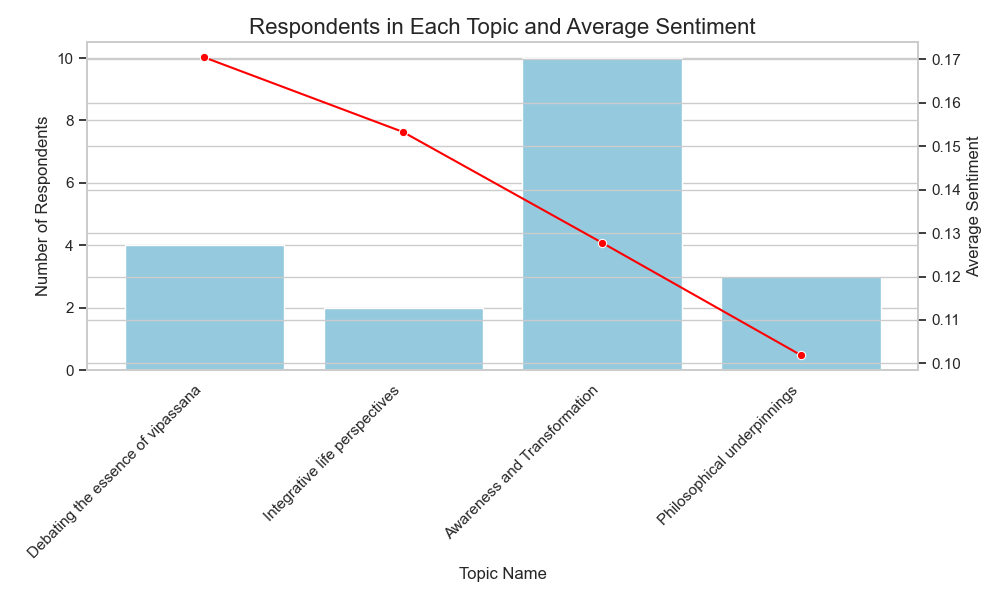 Respondents in Each Topic and Average Sentiment
Number of Respondents
10
8
6
4
2
0
0.17
0.16
0.15
0.14
0.13
0.12
0.11
0.10
Average Sentiment
Debating the essence of vipassana
Integrative life perspectives
Awareness and Transformation
Philosophical underpinnings
Topic Name